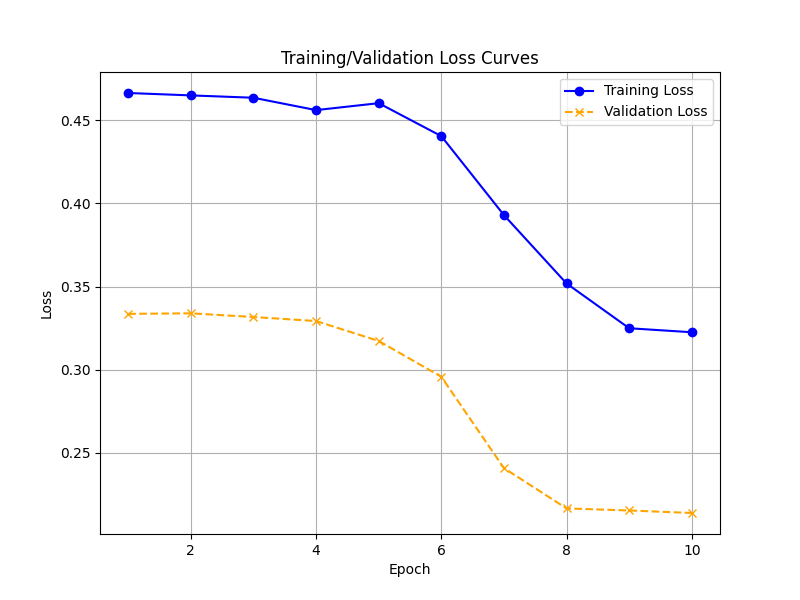 Training/Validation Loss Curves
Training Loss
Validation Loss
0.45
0.40
0.35
0.30
0.25
Loss
2 4 6 8 10
Epoch